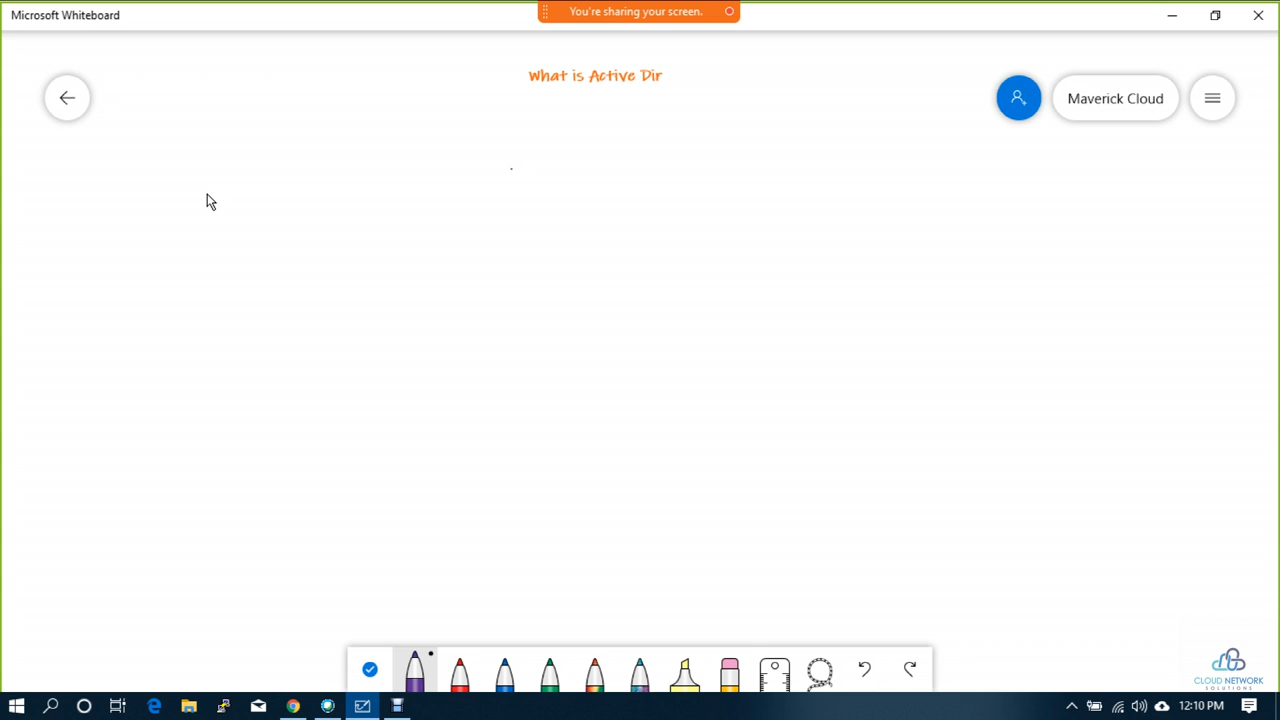 Microsoft Whiteboard
You're sharing your screen.
What is Active Dir
Maverick Cloud
CLOUD NETWORK
SOLUTIONS
12:10 PM